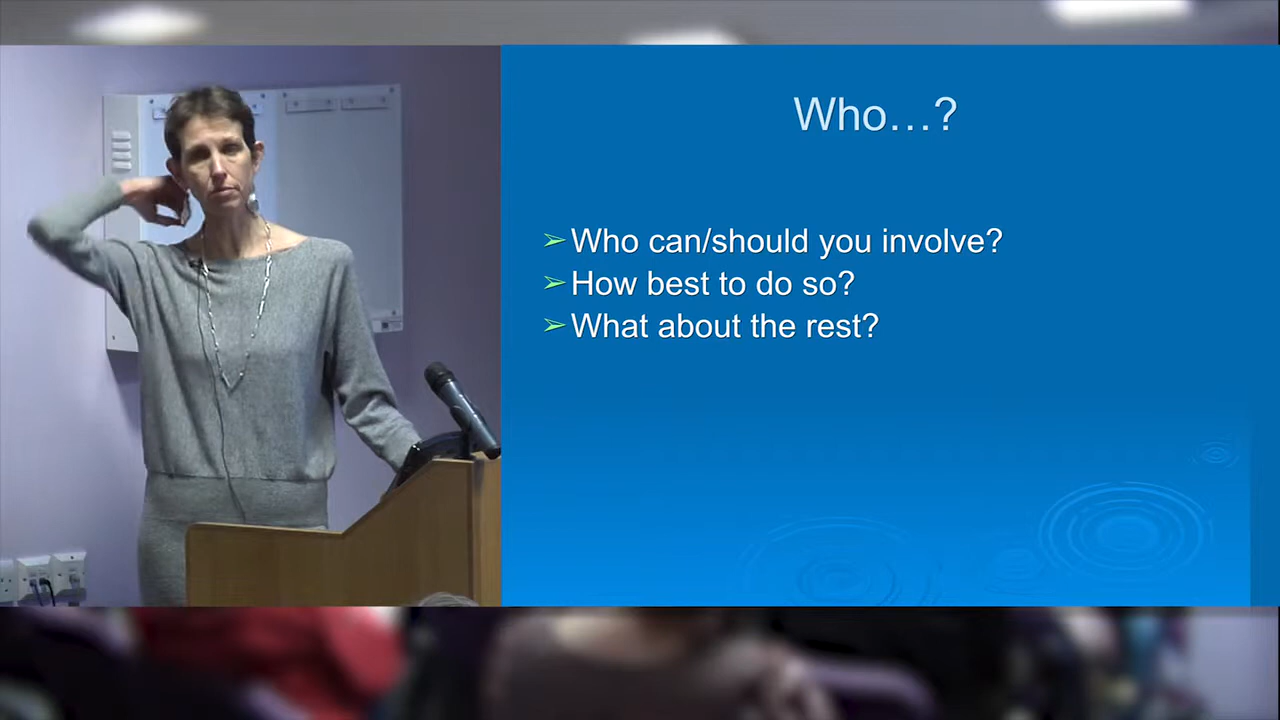 Who…?
➢Who can/should you involve?
➢How best to do so?
➢What about the rest?